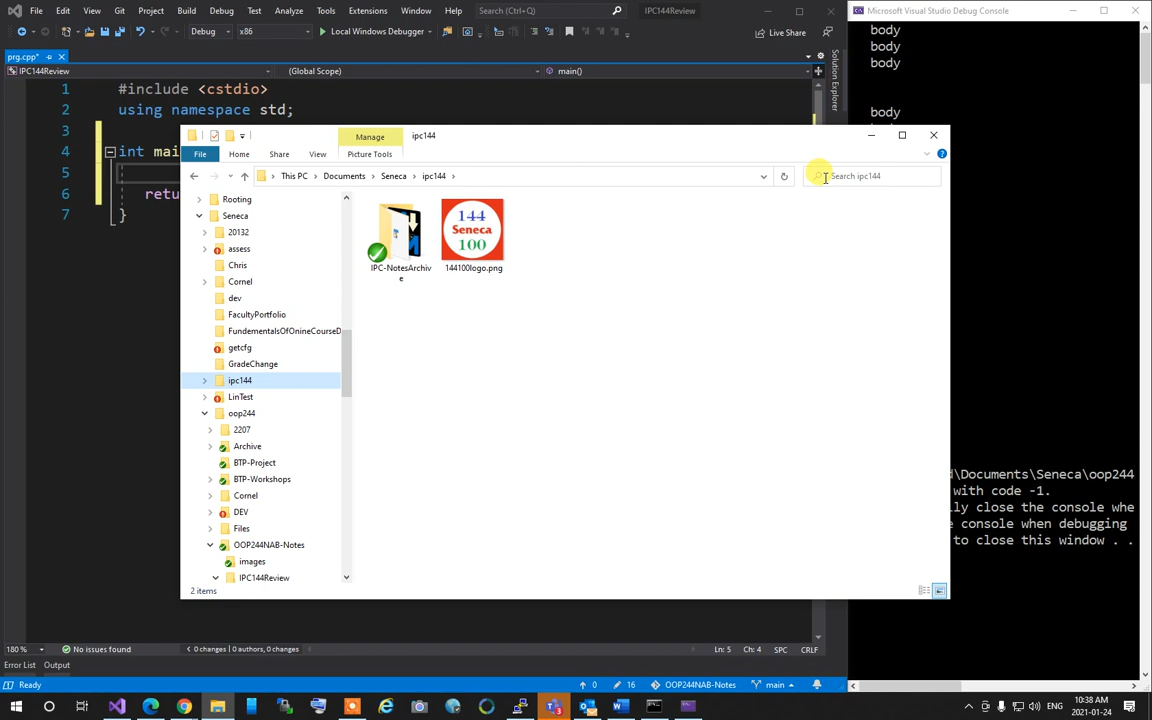 File Edit View Git Project Build Debug Test Analyze Tools Extensions Window Help Search (Ctrl+Q) IPC144Review
Microsoft Visual Studio Debug Console
Debug x86 Local Windows Debugger Live Share
prg.cpp*
IPC144Review (Global Scope) main()
Solution Explorer
1 #include <cstdio>
2 using namespace std;
3
4 int mai
5
6 retu
7 }
body
body
body
body
Manage ipc144
File Home Share View Picture Tools
This PC Documents Seneca ipc144 Search ipc144
Rooting
Seneca
20132
assess
Chris
Cornel
dev
FacultyPortfolio
FundementalsOfOnineCourseD
getcfg
GradeChange
ipc144
LinTest
oop244
2207
Archive
BTP-Project
BTP-Workshops
Cornel
DEV
Files
OOP244NAB-Notes
images
IPC144Review
144
Seneca
100
IPC-NotesArchiv
e
144100logo.png
2 items
d\Documents\Seneca\oop244
with code -1.
lly close the console whe
e console when debugging
to close this window . .
180 % No issues found 0 changes | 0 authors, 0 changes Ln: 5 Ch: 4 SPC CRLF
Error List Output
Ready 0 16 OOP244NAB-Notes main
ENG 10:38 AM
2021-01-24